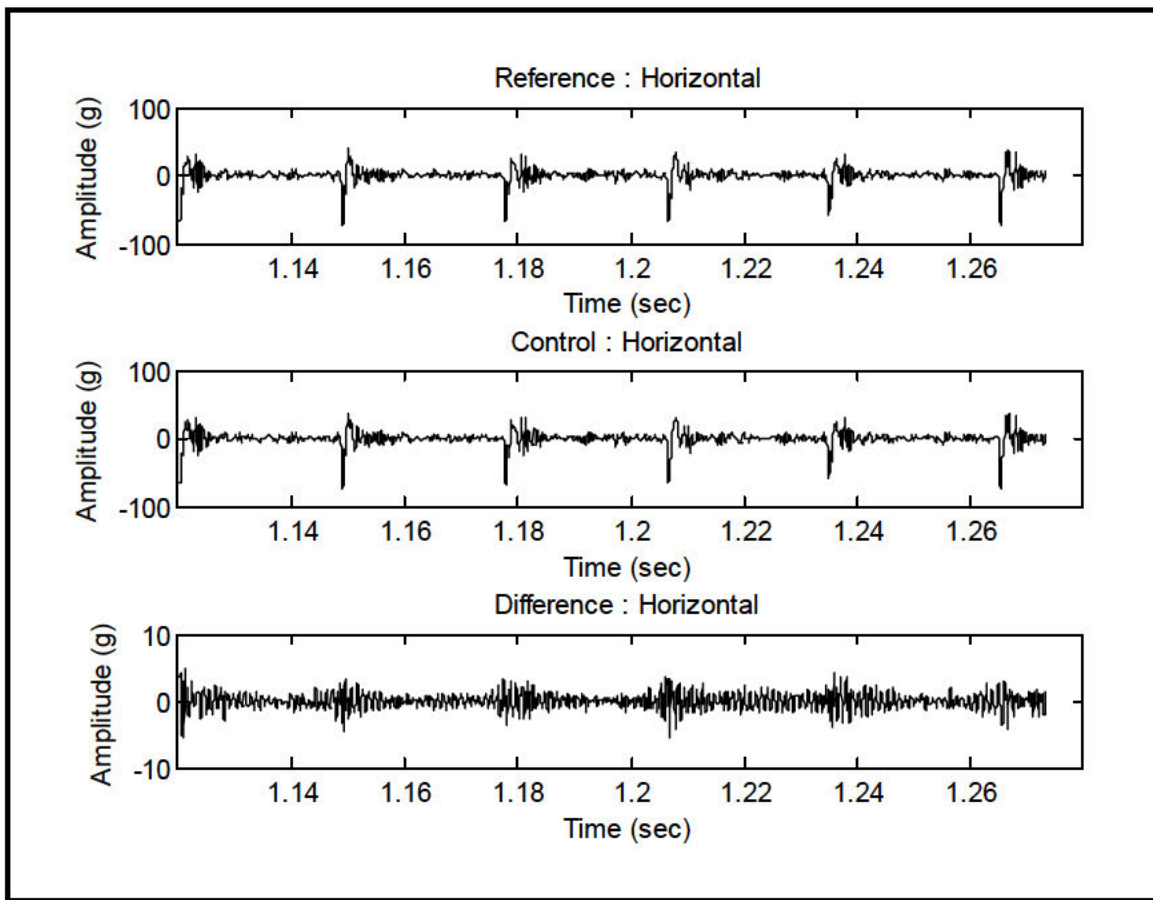 Reference : Horizontal
100
0
-100
Amplitude (g)
1.14 1.16 1.18 1.2 1.22 1.24 1.26
Time (sec)
Control : Horizontal
100
0
-100
Amplitude (g)
1.14 1.16 1.18 1.2 1.22 1.24 1.26
Time (sec)
Difference : Horizontal
10
0
-10
Amplitude (g)
1.14 1.16 1.18 1.2 1.22 1.24 1.26
Time (sec)